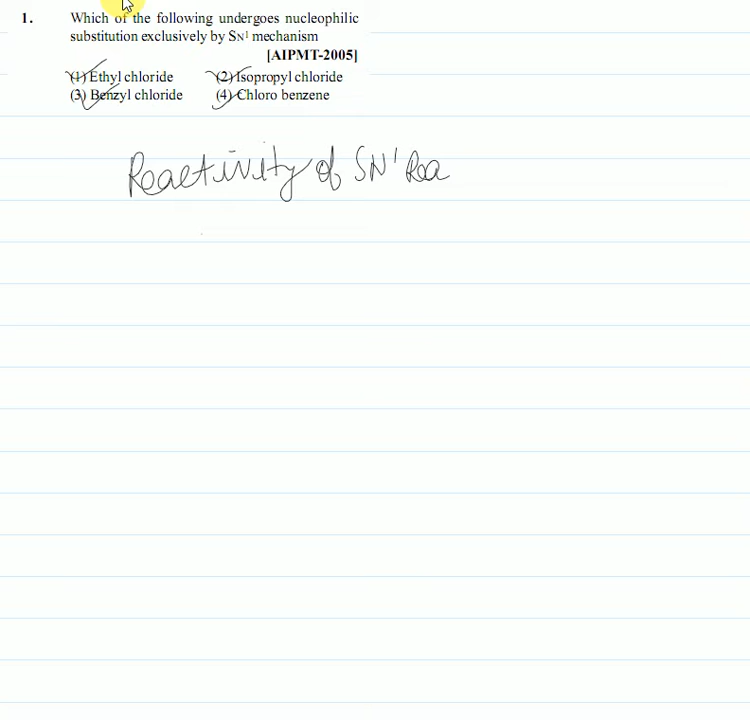 1. Which of the following undergoes nucleophilic
substitution exclusively by SN¹ mechanism
[AIPMT-2005]
(1) Ethyl chloride (2) Isopropyl chloride
(3) Benzyl chloride (4) Chloro benzene
Reactivity of SN¹ Rea